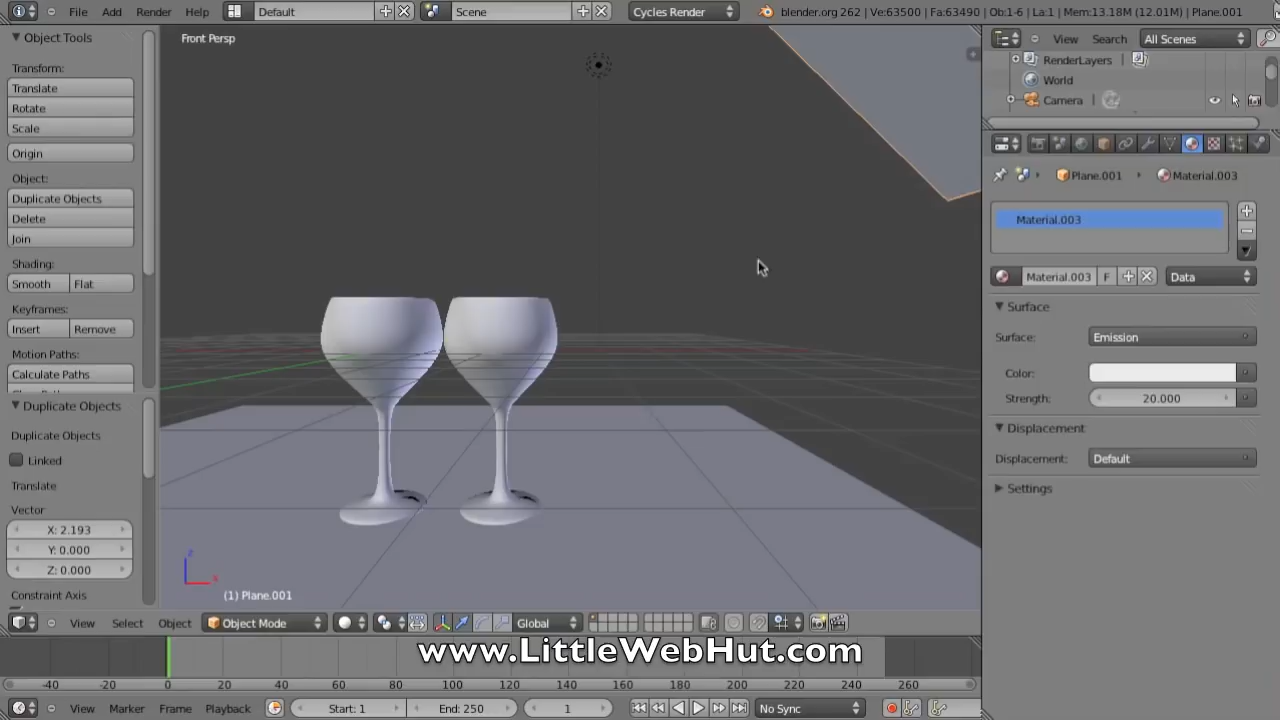 File Add Render Help Default Scene Cycles Render blender.org 262 | Ve:63500 | Fa:63490 | Ob:1-6 | La:1 | Mem:13.18M (12.01M) | Plane.001
Object Tools
Transform:
Translate
Rotate
Scale
Origin
Object:
Duplicate Objects
Delete
Join
Shading:
Smooth Flat
Keyframes:
Insert Remove
Motion Paths:
Calculate Paths
Duplicate Objects
Duplicate Objects
Linked
Translate
Vector
X: 2.193
Y: 0.000
Z: 0.000
Constraint Axis
Front Persp
z
x
(1) Plane.001
View Select Object Object Mode Global
View Search All Scenes
RenderLayers |
World
Camera |
Plane.001 Material.003
Material.003
Material.003 F Data
Surface
Surface: Emission
Color:
Strength: 20.000
Displacement
Displacement: Default
Settings
www.LittleWebHut.com
-40 -20 0 20 40 60 80 100 120 140 160 180 200 220 240 260
View Marker Frame Playback Start: 1 End: 250 1 No Sync